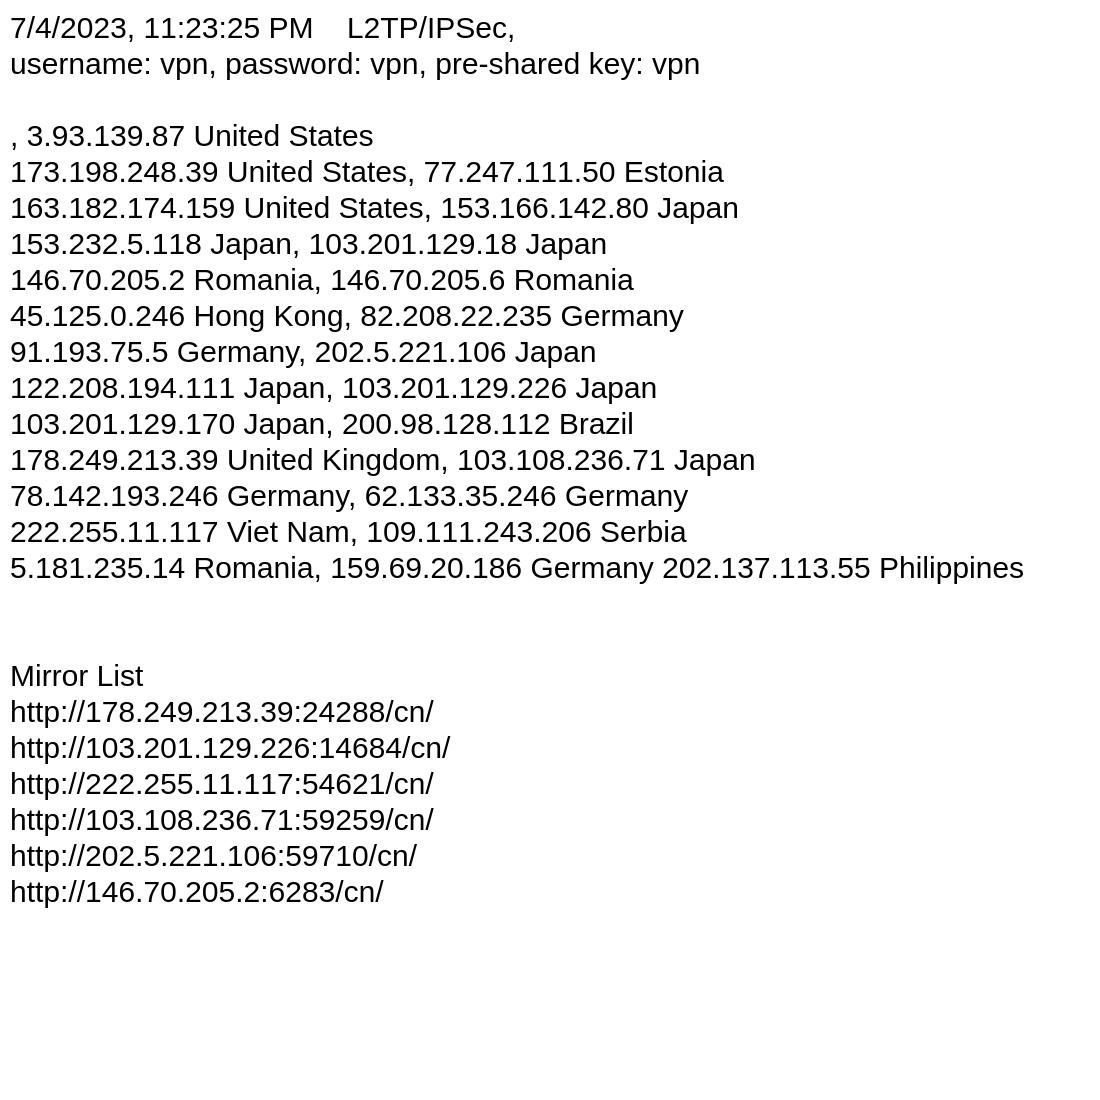 7/4/2023, 11:23:25 PM    L2TP/IPSec,
username: vpn, password: vpn, pre-shared key: vpn
, 3.93.139.87 United States
173.198.248.39 United States, 77.247.111.50 Estonia
163.182.174.159 United States, 153.166.142.80 Japan
153.232.5.118 Japan, 103.201.129.18 Japan
146.70.205.2 Romania, 146.70.205.6 Romania
45.125.0.246 Hong Kong, 82.208.22.235 Germany
91.193.75.5 Germany, 202.5.221.106 Japan
122.208.194.111 Japan, 103.201.129.226 Japan
103.201.129.170 Japan, 200.98.128.112 Brazil
178.249.213.39 United Kingdom, 103.108.236.71 Japan
78.142.193.246 Germany, 62.133.35.246 Germany
222.255.11.117 Viet Nam, 109.111.243.206 Serbia
5.181.235.14 Romania, 159.69.20.186 Germany 202.137.113.55 Philippines
Mirror List
http://178.249.213.39:24288/cn/
http://103.201.129.226:14684/cn/
http://222.255.11.117:54621/cn/
http://103.108.236.71:59259/cn/
http://202.5.221.106:59710/cn/
http://146.70.205.2:6283/cn/